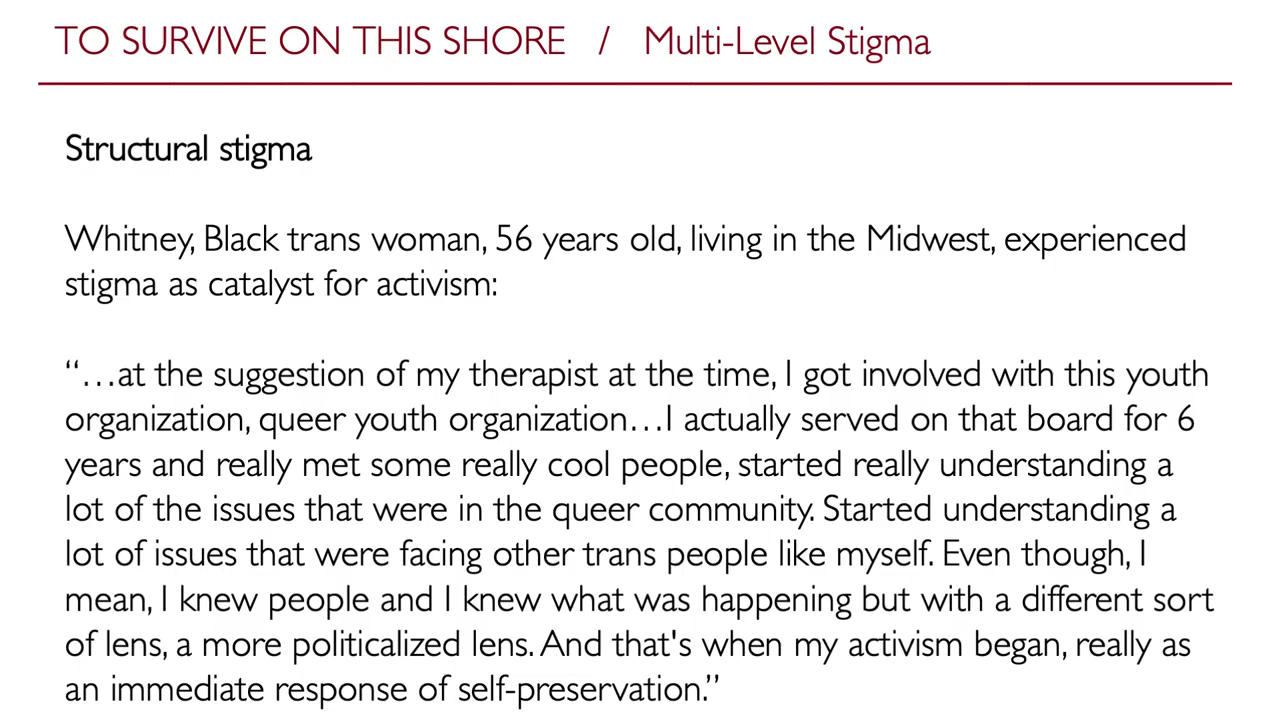 TO SURVIVE ON THIS SHORE / Multi-Level Stigma
Structural stigma
Whitney, Black trans woman, 56 years old, living in the Midwest, experienced
stigma as catalyst for activism:
“…at the suggestion of my therapist at the time, I got involved with this youth
organization, queer youth organization…I actually served on that board for 6
years and really met some really cool people, started really understanding a
lot of the issues that were in the queer community. Started understanding a
lot of issues that were facing other trans people like myself. Even though, I
mean, I knew people and I knew what was happening but with a different sort
of lens, a more politicalized lens. And that's when my activism began, really as
an immediate response of self-preservation.”